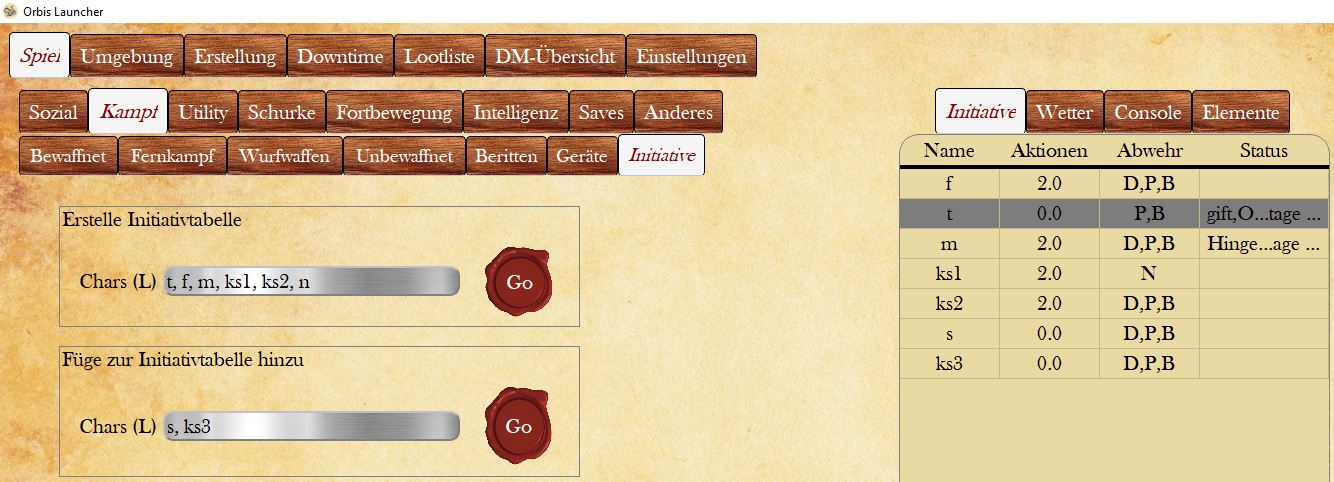 Orbis Launcher
Spiel Umgebung Erstellung Downtime Lootliste DM-Übersicht Einstellungen
Sozial Kampf Utility Schurke Fortbewegung Intelligenz Saves Anderes
Bewaffnet Fernkampf Wurfwaffen Unbewaffnet Beritten Geräte Initiative
Erstelle Initiativtabelle
Chars (L) t, f, m, ks1, ks2, n Go
Füge zur Initiativtabelle hinzu
Chars (L) s, ks3 Go
Initiative Wetter Console Elemente
Name Aktionen Abwehr Status
f 2.0 D,P,B
t 0.0 P,B gift,O...tage ...
m 2.0 D,P,B Hinge...age ...
ks1 2.0 N
ks2 2.0 D,P,B
s 0.0 D,P,B
ks3 0.0 D,P,B